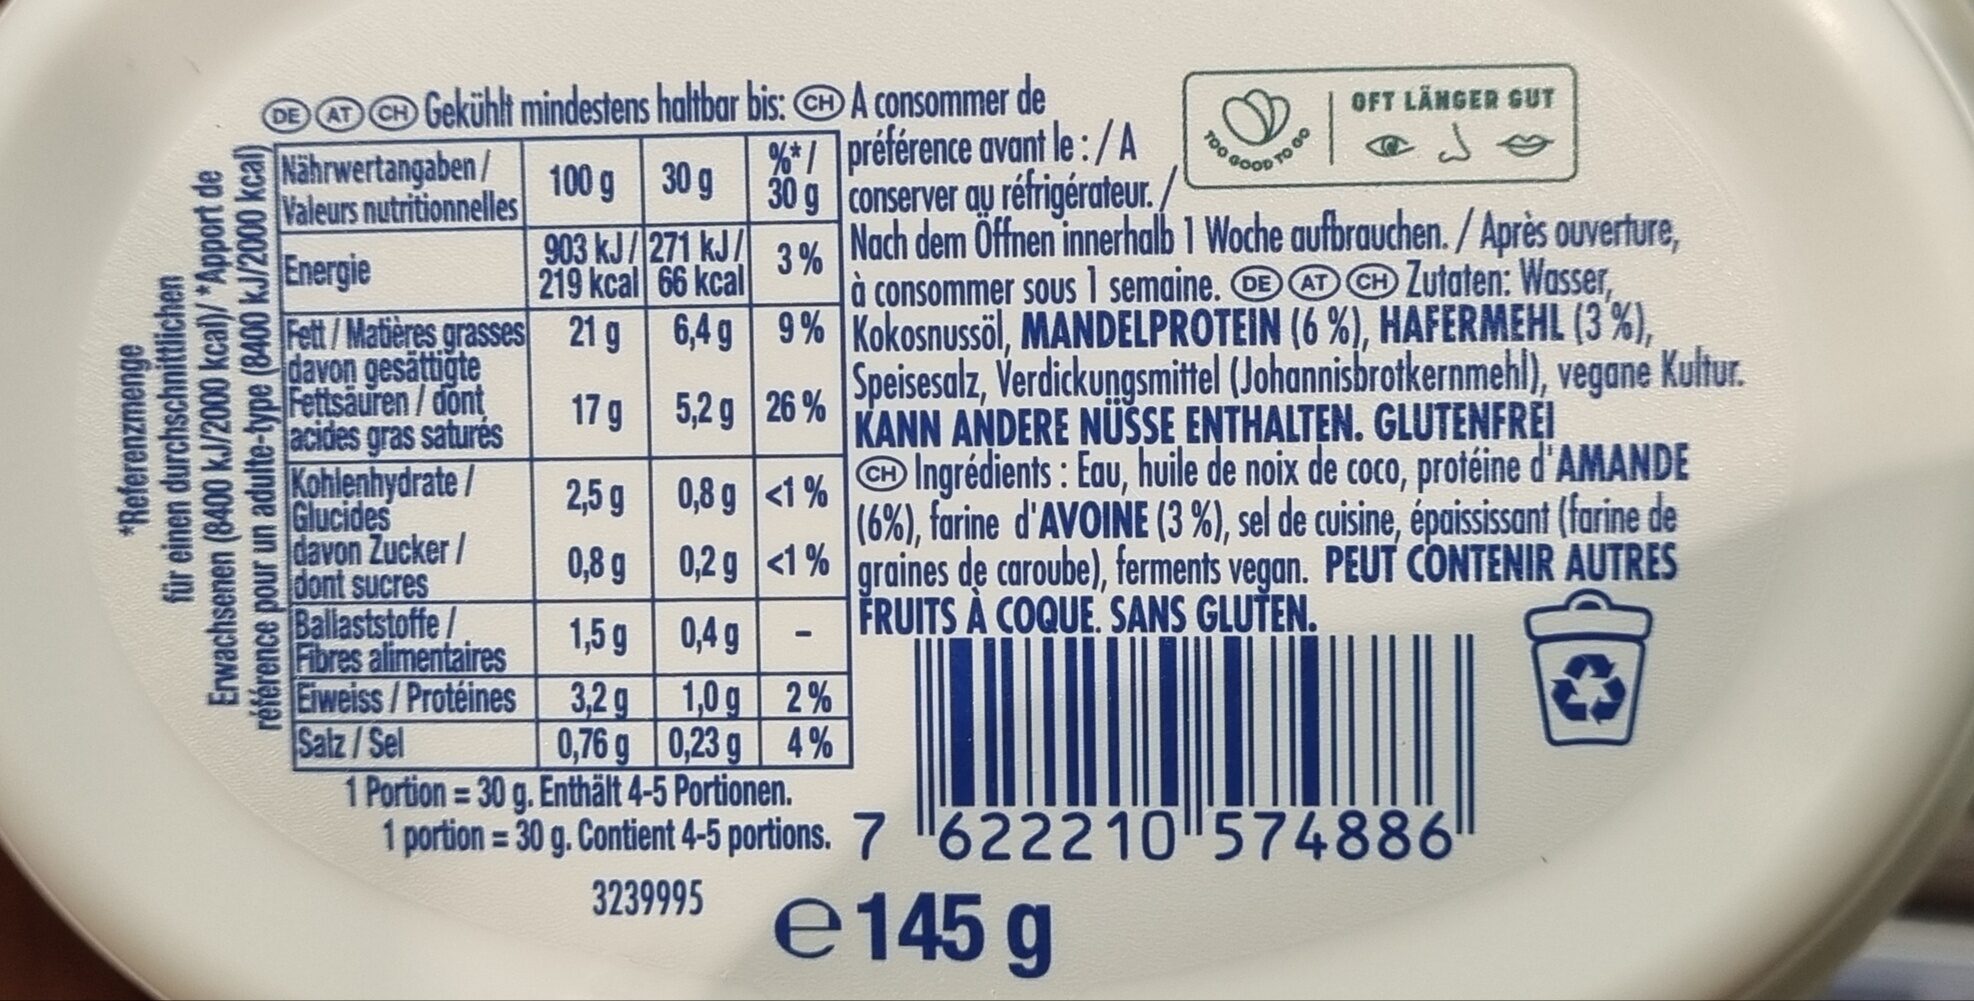 DE AT CH Gekühlt mindestens haltbar bis: CH A consommer de
préférence avant le : / A
conserver au réfrigérateur. /
Nach dem Öffnen innerhalb 1 Woche aufbrauchen. / Après ouverture,
à consommer sous 1 semaine. DE AT CH Zutaten: Wasser,
Kokosnussöl, MANDELPROTEIN (6 %), HAFERMEHL (3 %),
Speisesalz, Verdickungsmittel (Johannisbrotkernmehl), vegane Kultur.
KANN ANDERE NÜSSE ENTHALTEN. GLUTENFREI
CH Ingrédients : Eau, huile de noix de coco, protéine d'AMANDE
(6%), farine d'AVOINE (3 %), sel de cuisine, épaississant (farine de
graines de caroube), ferments vegan. PEUT CONTENIR AUTRES
FRUITS À COQUE. SANS GLUTEN.
TOO GOOD TO GO
OFT LÄNGER GUT
Nährwertangaben / 100 g 30 g %* /
Valeurs nutritionnelles 30 g
Energie 903 kJ / 271 kJ / 3 %
219 kcal 66 kcal
Fett / Matières grasses 21 g 6,4 g 9 %
davon gesättigte
Fettsäuren / dont 17 g 5,2 g 26 %
acides gras saturés
Kohlenhydrate / 2,5 g 0,8 g <1 %
Glucides
davon Zucker / 0,8 g 0,2 g <1 %
dont sucres
Ballaststoffe / 1,5 g 0,4 g -
Fibres alimentaires
Eiweiss / Protéines 3,2 g 1,0 g 2 %
Salz / Sel 0,76 g 0,23 g 4 %
1 Portion = 30 g. Enthält 4-5 Portionen.
1 portion = 30 g. Contient 4-5 portions.
*Referenzmenge
für einen durchschnittlichen
Erwachsenen (8400 kJ/2000 kcal)/ *Apport de
référence pour un adulte-type (8400 kJ/2000 kcal)
7 622210 574886
3239995
e 145 g